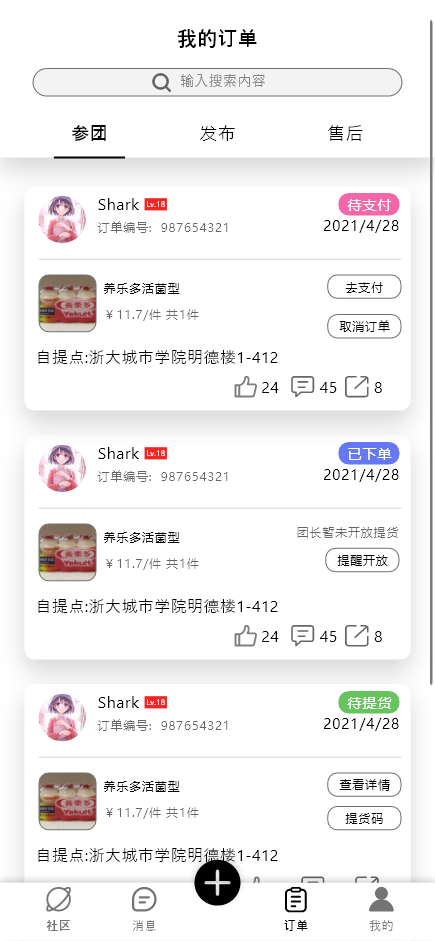 我的订单
输入搜索内容
参团 发布 售后
Shark Lv.18 待支付
订单编号: 987654321 2021/4/28
养乐多活菌型 去支付
￥11.7/件 共1件 取消订单
自提点:浙大城市学院明德楼1-412
24 45 8
Shark Lv.18 已下单
订单编号: 987654321 2021/4/28
养乐多活菌型 团长暂未开放提货
￥11.7/件 共1件 提醒开放
自提点:浙大城市学院明德楼1-412
24 45 8
Shark Lv.18 待提货
订单编号: 987654321 2021/4/28
养乐多活菌型 查看详情
￥11.7/件 共1件 提货码
自提点:浙大城市学院明德楼1-412
社区 消息 订单 我的